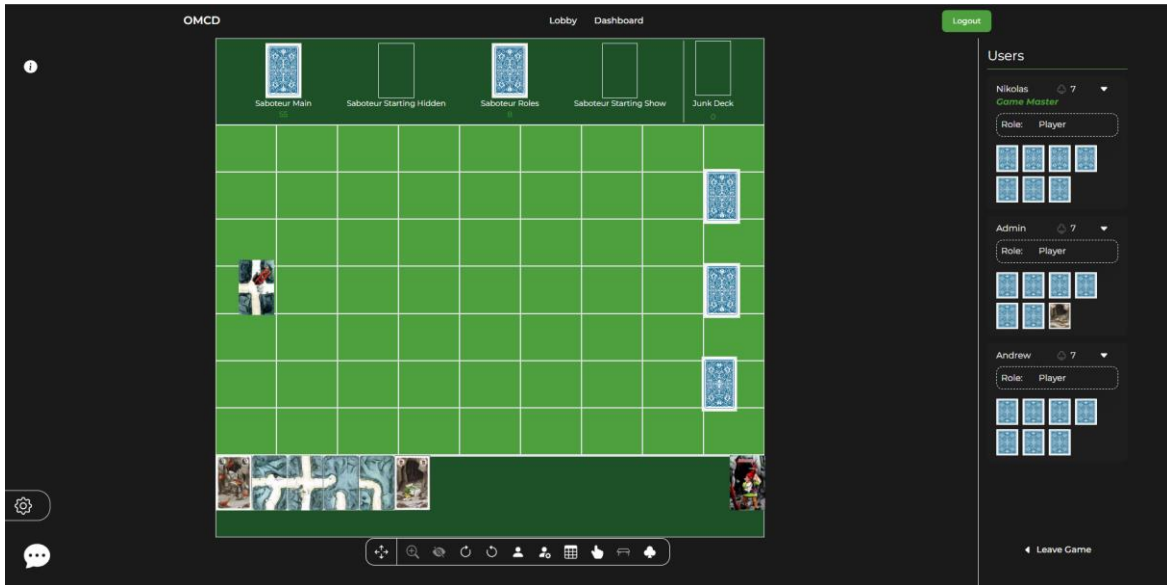 OMCD
Lobby Dashboard
Logout
Users
Saboteur Main
55
Saboteur Starting Hidden
Saboteur Roles
8
Saboteur Starting Show
Junk Deck
0
Nikolas 7
Game Master
Role: Player
Admin 7
Role: Player
Andrew 7
Role: Player
Leave Game